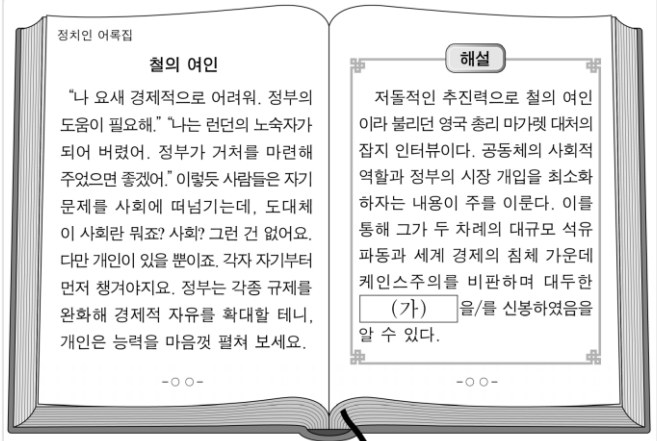 정치인 어록집
철의 여인
“나 요새 경제적으로 어려워. 정부의
도움이 필요해.” “나는 런던의 노숙자가
되어 버렸어. 정부가 거처를 마련해
주었으면 좋겠어.” 이렇듯 사람들은 자기
문제를 사회에 떠넘기는데, 도대체
이 사회란 뭐죠? 사회? 그런 건 없어요.
다만 개인이 있을 뿐이죠. 각자 자기부터
먼저 챙겨야지요. 정부는 각종 규제를
완화해 경제적 자유를 확대할 테니,
개인은 능력을 마음껏 펼쳐 보세요.
-○○-
해설
저돌적인 추진력으로 철의 여인
이라 불리던 영국 총리 마가렛 대처의
잡지 인터뷰이다. 공동체의 사회적
역할과 정부의 시장 개입을 최소화
하자는 내용이 주를 이룬다. 이를
통해 그가 두 차례의 대규모 석유
파동과 세계 경제의 침체 가운데
케인스주의를 비판하며 대두한
(가) 을/를 신봉하였음을
알 수 있다.
-○○-